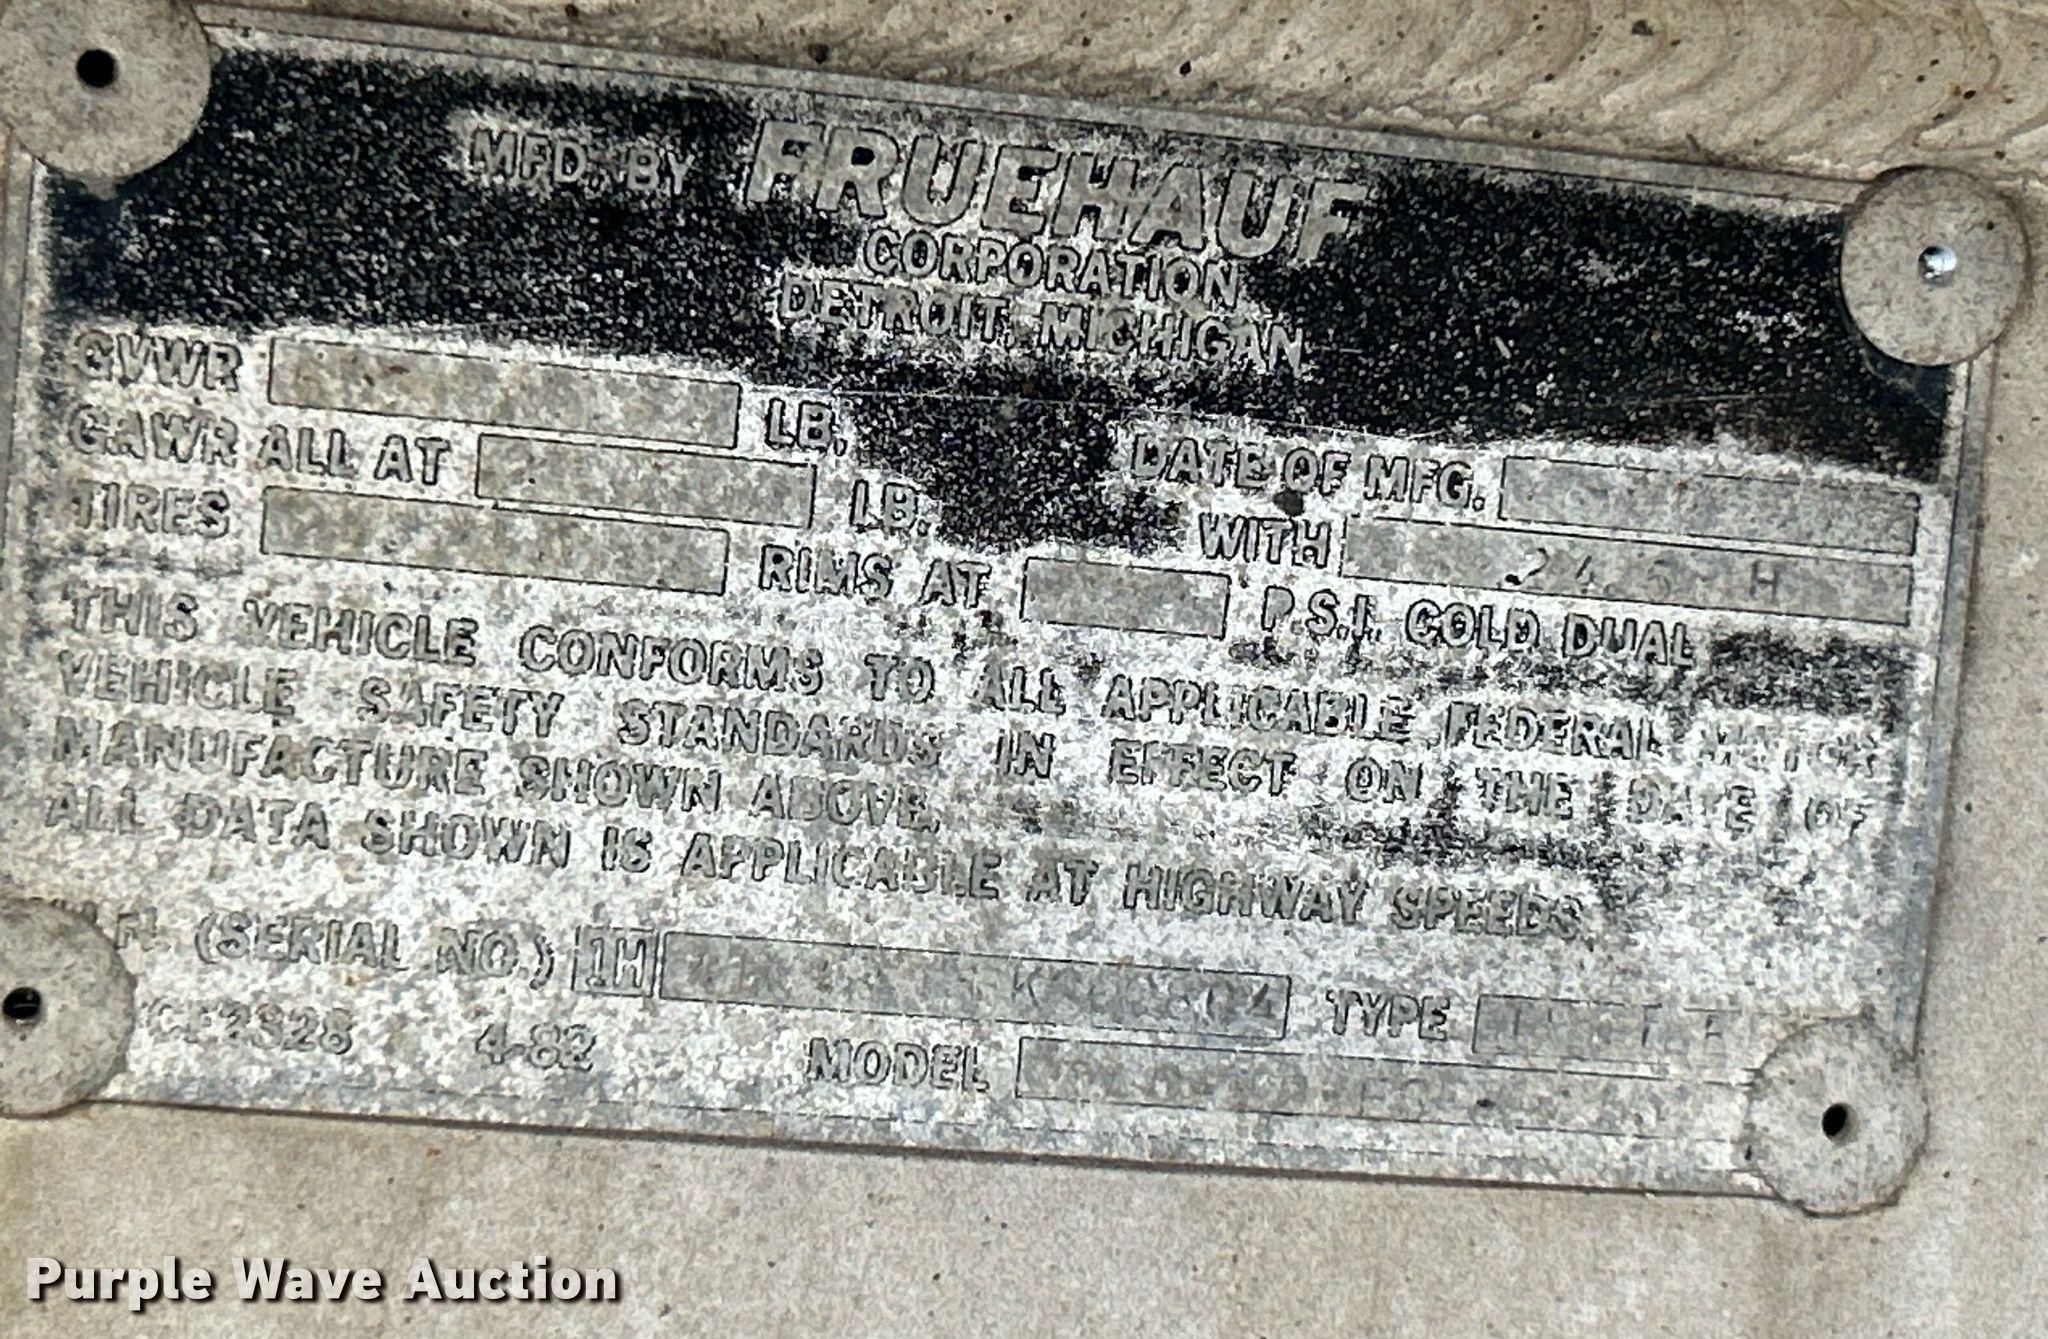 MFD. BY FRUEHAUF
CORPORATION
DETROIT, MICHIGAN
GVWR LB. DATE OF MFG.
GAWR ALL AT LB. WITH
TIRES RIMS AT P.S.I. COLD DUAL
THIS VEHICLE CONFORMS TO ALL APPLICABLE FEDERAL MOTOR
VEHICLE SAFETY STANDARDS IN EFFECT ON THE DATE OF
MANUFACTURE SHOWN ABOVE.
ALL DATA SHOWN IS APPLICABLE AT HIGHWAY SPEEDS.
(SERIAL NO.) 1H TYPE
4-82 MODEL
Purple Wave Auction